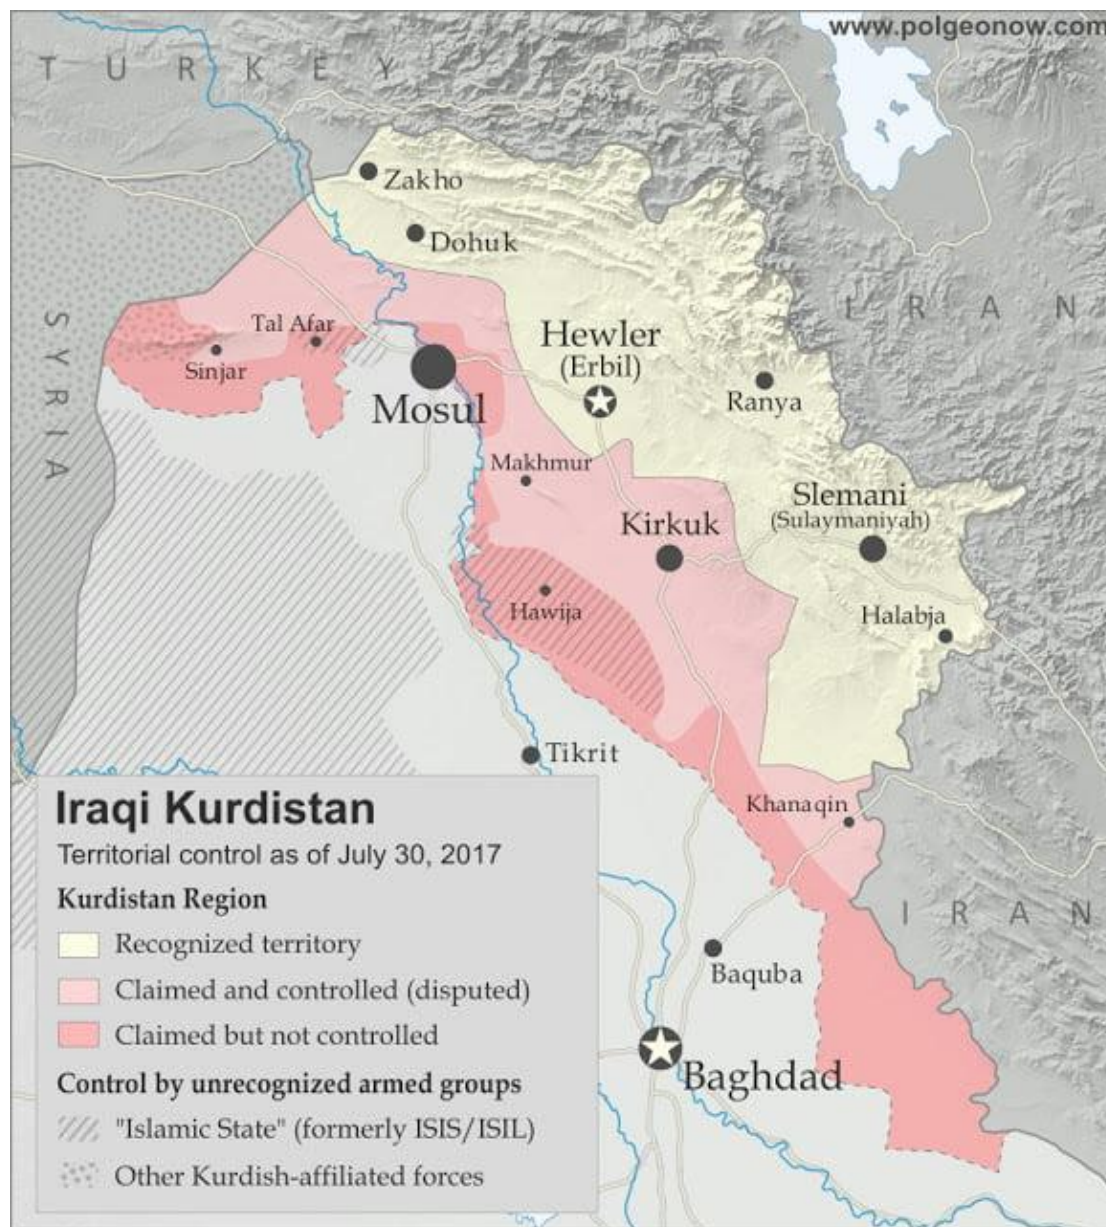 www.polgeonow.com
TURKEY
Zakho
Dohuk
IRAN
SYRIA
Tal Afar
Sinjar
Mosul
Hewler
(Erbil)
Ranya
Makhmur
Kirkuk
Slemani
(Sulaymaniyah)
Hawija
Halabja
Tikrit
Khanaqin
IRAN
Baquba
Baghdad
Iraqi Kurdistan
Territorial control as of July 30, 2017
Kurdistan Region
Recognized territory
Claimed and controlled (disputed)
Claimed but not controlled
Control by unrecognized armed groups
"Islamic State" (formerly ISIS/ISIL)
Other Kurdish-affiliated forces